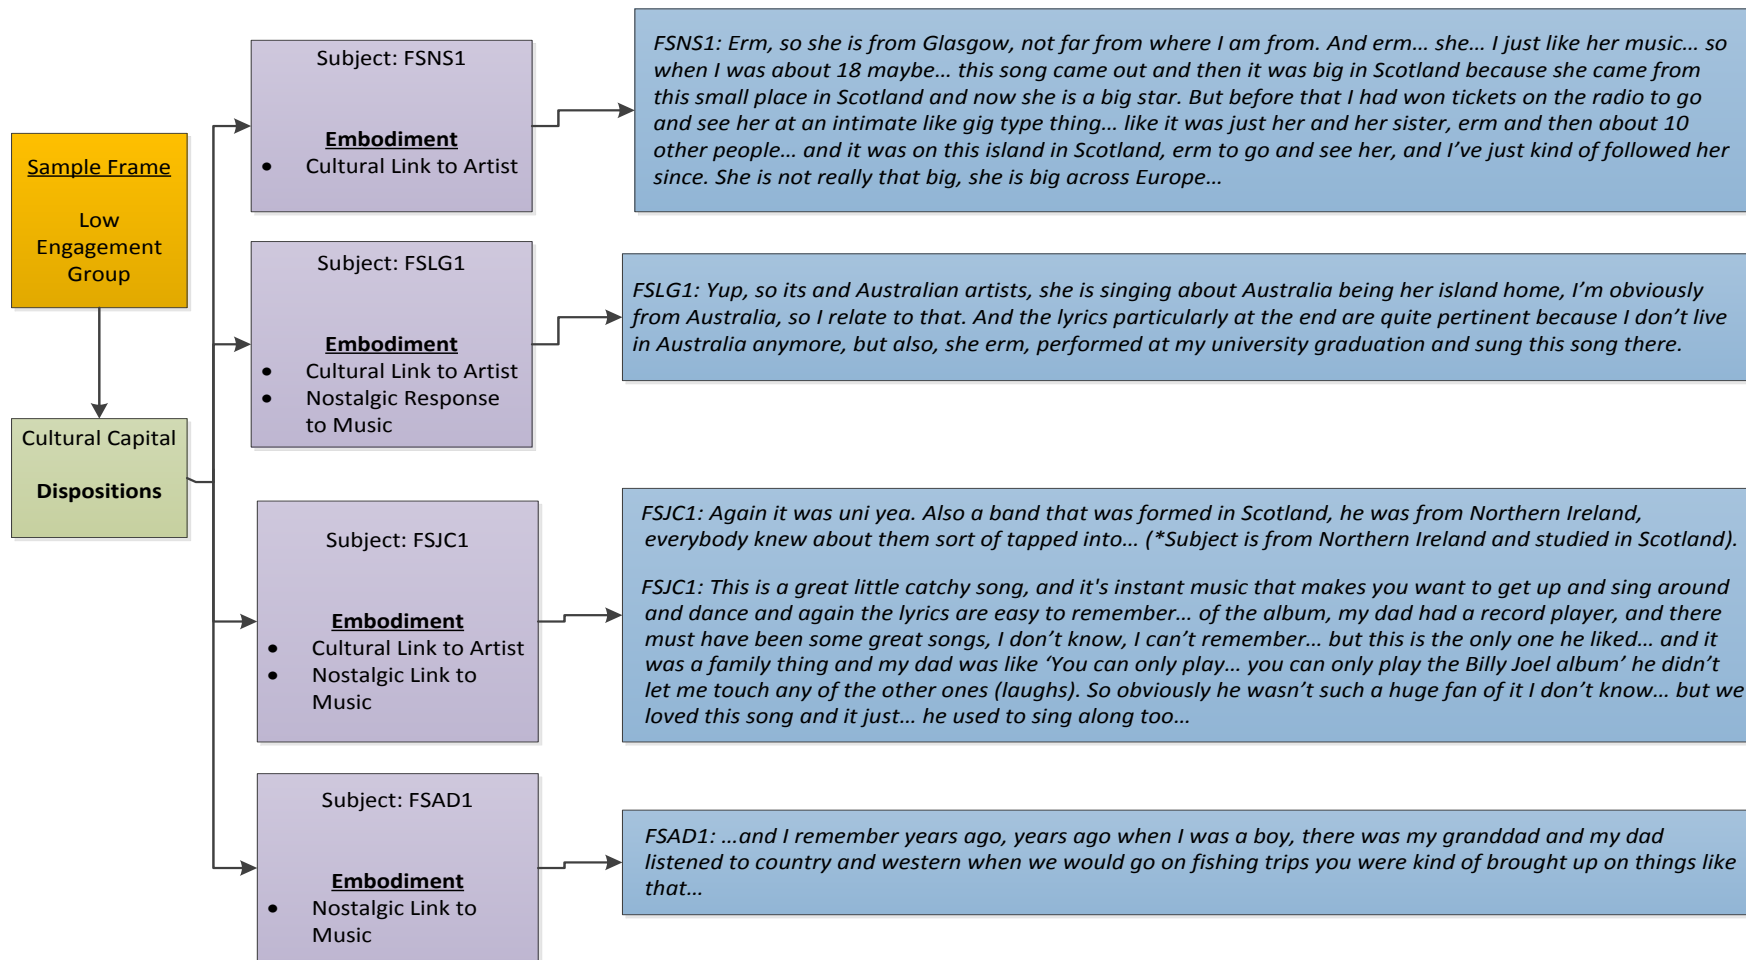 Sample Frame
Low
Engagement
Group
Cultural Capital
Dispositions
Subject: FSNS1
Embodiment
• Cultural Link to Artist
FSNS1: Erm, so she is from Glasgow, not far from where I am from. And erm… she… I just like her music… so
when I was about 18 maybe… this song came out and then it was big in Scotland because she came from
this small place in Scotland and now she is a big star. But before that I had won tickets on the radio to go
and see her at an intimate like gig type thing… like it was just her and her sister, erm and then about 10
other people… and it was on this island in Scotland, erm to go and see her, and I’ve just kind of followed her
since. She is not really that big, she is big across Europe…
Subject: FSLG1
Embodiment
• Cultural Link to Artist
• Nostalgic Response
to Music
FSLG1: Yup, so its and Australian artists, she is singing about Australia being her island home, I’m obviously
from Australia, so I relate to that. And the lyrics particularly at the end are quite pertinent because I don’t live
in Australia anymore, but also, she erm, performed at my university graduation and sung this song there.
Subject: FSJC1
Embodiment
• Cultural Link to Artist
• Nostalgic Link to
Music
FSJC1: Again it was uni yea. Also a band that was formed in Scotland, he was from Northern Ireland,
everybody knew about them sort of tapped into… (*Subject is from Northern Ireland and studied in Scotland).
FSJC1: This is a great little catchy song, and it's instant music that makes you want to get up and sing around
and dance and again the lyrics are easy to remember… of the album, my dad had a record player, and there
must have been some great songs, I don’t know, I can’t remember… but this is the only one he liked… and it
was a family thing and my dad was like ‘You can only play… you can only play the Billy Joel album’ he didn’t
let me touch any of the other ones (laughs). So obviously he wasn’t such a huge fan of it I don’t know… but we
loved this song and it just… he used to sing along too…
Subject: FSAD1
Embodiment
• Nostalgic Link to
Music
FSAD1: …and I remember years ago, years ago when I was a boy, there was my granddad and my dad
listened to country and western when we would go on fishing trips you were kind of brought up on things like
that…